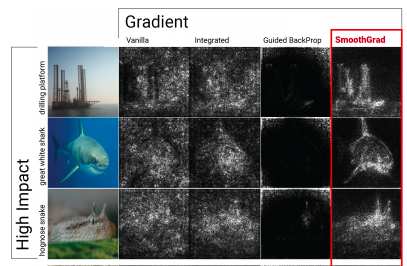 Gradient
Vanilla Integrated Guided BackProp SmoothGrad
High Impact
drilling platform
great white shark
hognose snake